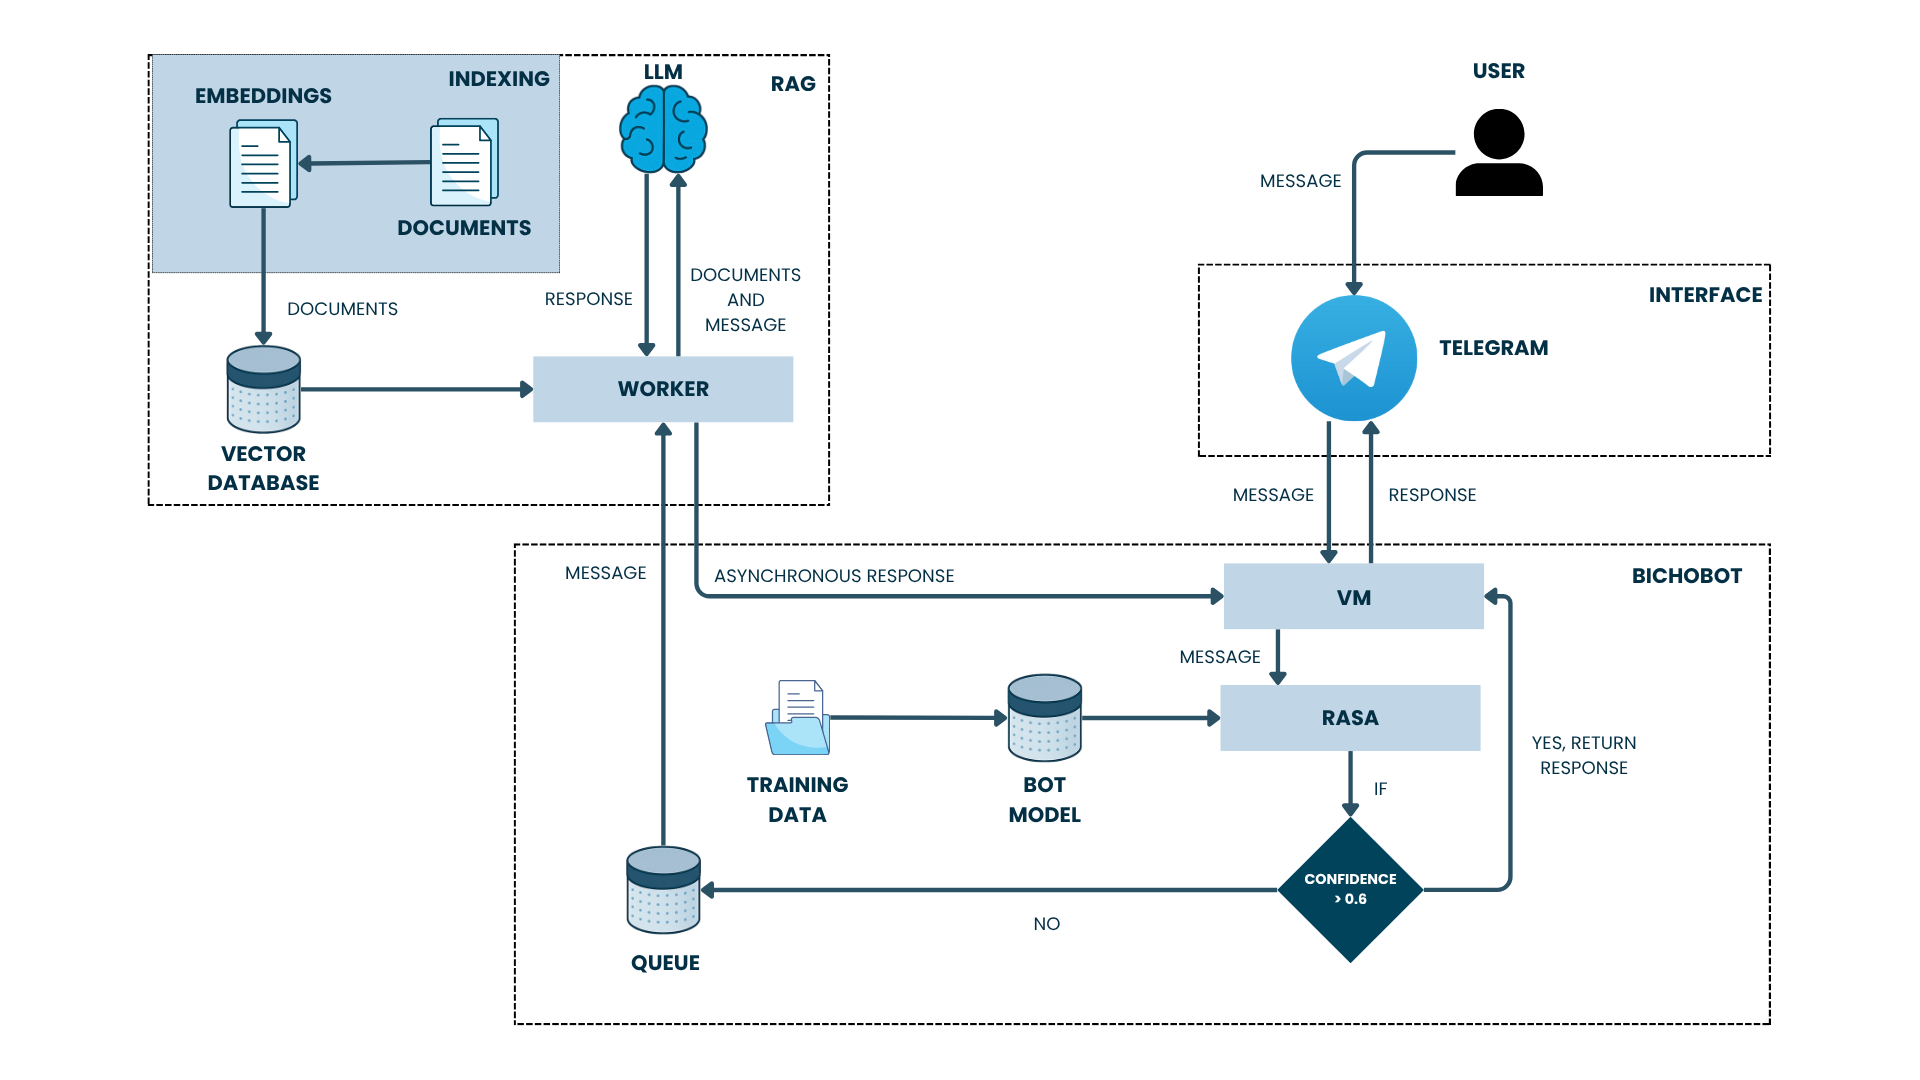 INDEXING
EMBEDDINGS
DOCUMENTS
DOCUMENTS
VECTOR
DATABASE
LLM
RAG
RESPONSE
DOCUMENTS
AND
MESSAGE
WORKER
USER
MESSAGE
INTERFACE
TELEGRAM
MESSAGE
RESPONSE
BICHOBOT
MESSAGE
ASYNCHRONOUS RESPONSE
VM
MESSAGE
RASA
TRAINING
DATA
BOT
MODEL
IF
YES, RETURN
RESPONSE
CONFIDENCE
> 0.6
NO
QUEUE